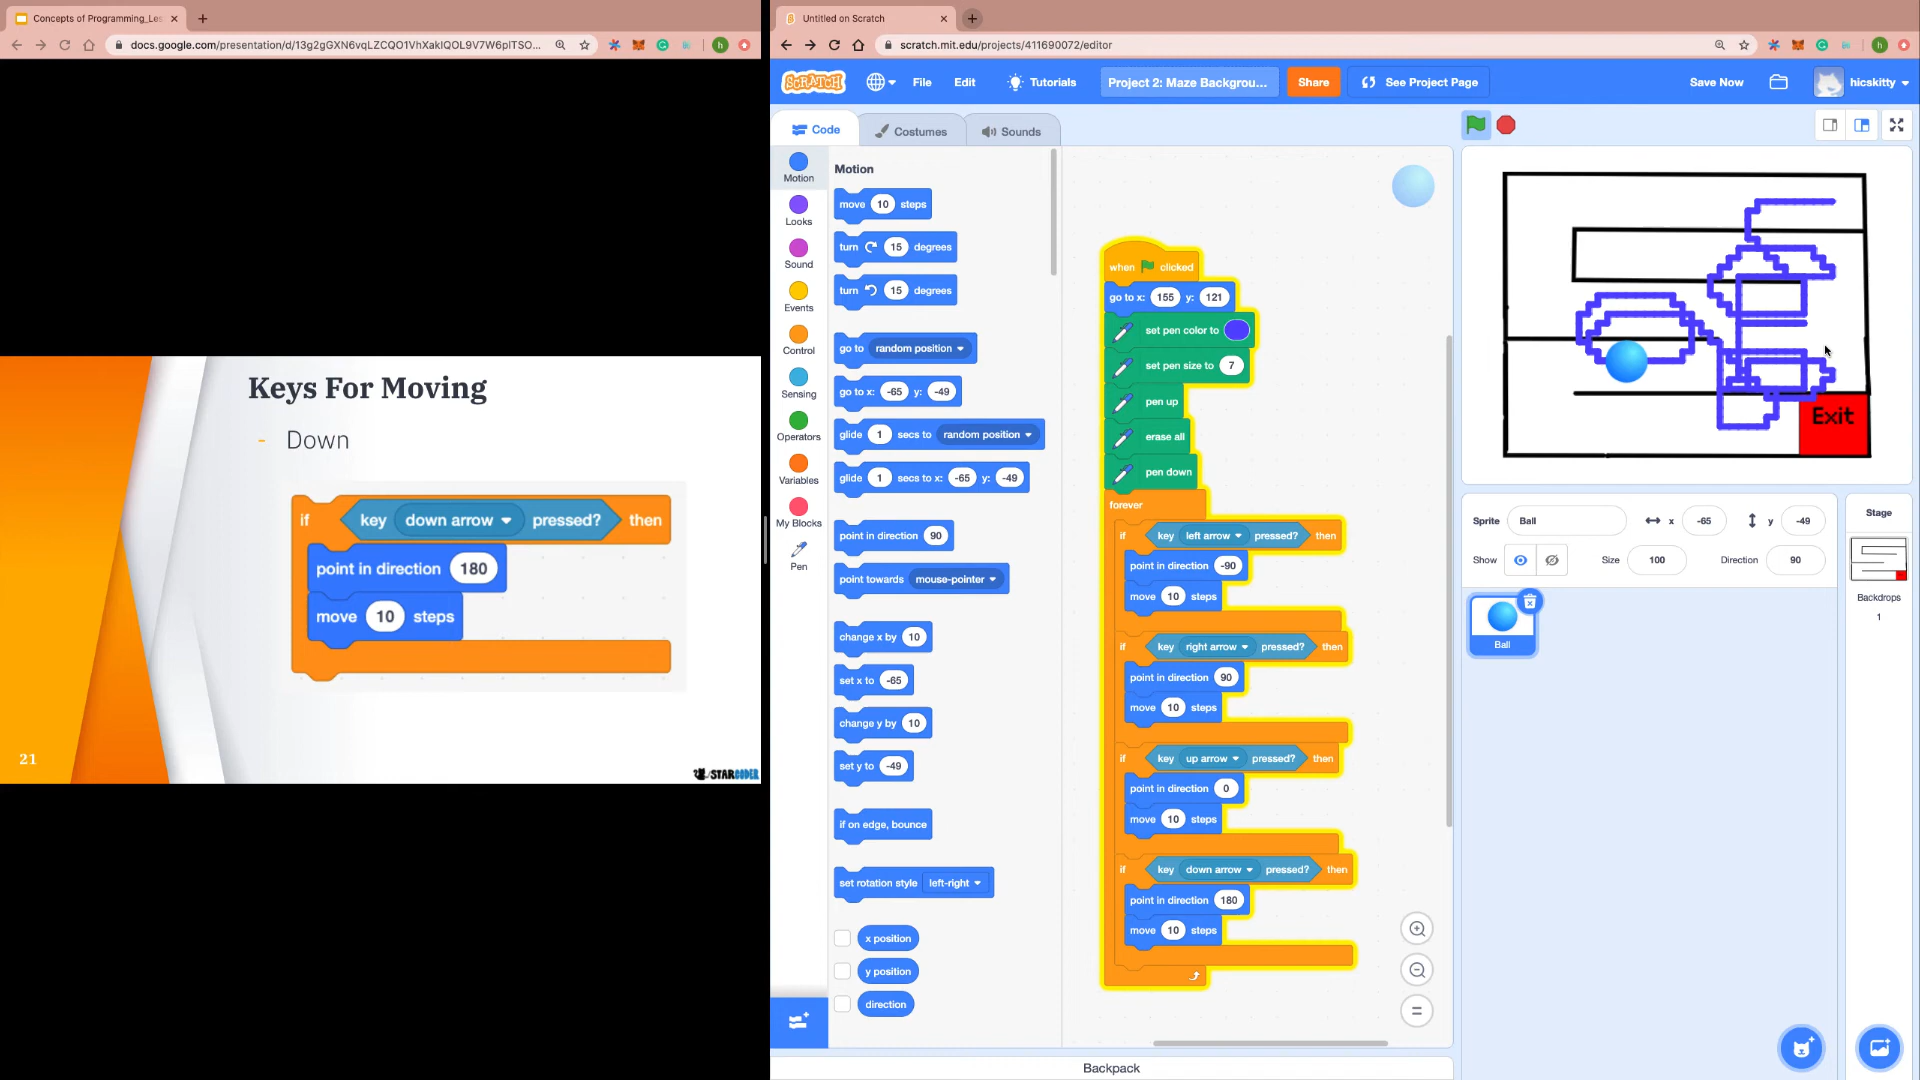 Concepts of Programming_Les
docs.google.com/presentation/d/13g2gGXN6vqLZCQO1VhXakIQOL9V7W6pITSO...
h
Keys For Moving
- Down
if key down arrow pressed? then
point in direction 180
move 10 steps
21
STARCODER
Untitled on Scratch
scratch.mit.edu/projects/411690072/editor
h
SCRATCH
File
Edit
Tutorials
Project 2: Maze Backgrou...
Share
See Project Page
Save Now
hicskitty
Code
Costumes
Sounds
Motion
Looks
Sound
Events
Control
Sensing
Operators
Variables
My Blocks
Pen
Motion
move 10 steps
turn 15 degrees
turn 15 degrees
go to random position
go to x: -65 y: -49
glide 1 secs to random position
glide 1 secs to x: -65 y: -49
point in direction 90
point towards mouse-pointer
change x by 10
set x to -65
change y by 10
set y to -49
if on edge, bounce
set rotation style left-right
x position
y position
direction
when clicked
go to x: 155 y: 121
set pen color to
set pen size to 7
pen up
erase all
pen down
forever
if key left arrow pressed? then
point in direction -90
move 10 steps
if key right arrow pressed? then
point in direction 90
move 10 steps
if key up arrow pressed? then
point in direction 0
move 10 steps
if key down arrow pressed? then
point in direction 180
move 10 steps
Backpack
Exit
Sprite Ball x -65 y -49
Show Size 100 Direction 90
Ball
Stage
Backdrops
1